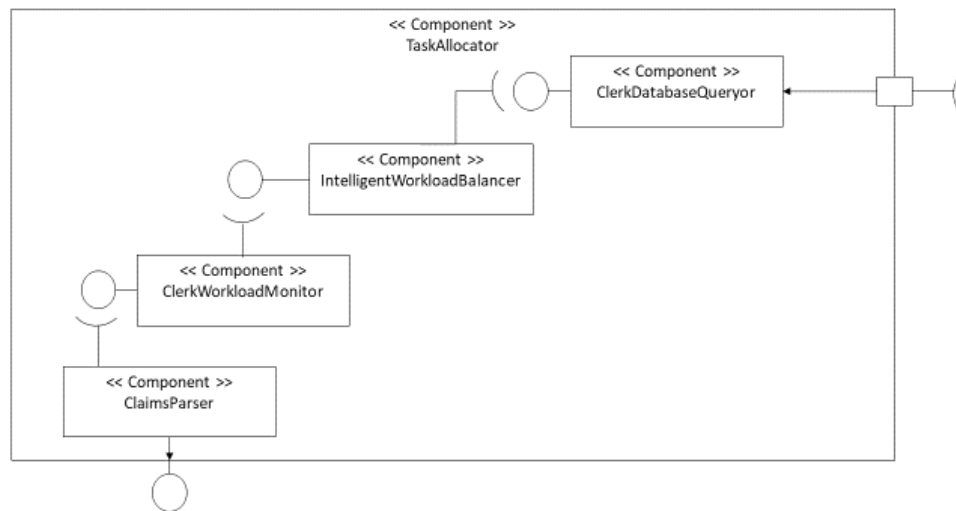 << Component >>
TaskAllocator
<< Component >>
ClerkDatabaseQueryor
<< Component >>
IntelligentWorkloadBalancer
<< Component >>
ClerkWorkloadMonitor
<< Component >>
ClaimsParser